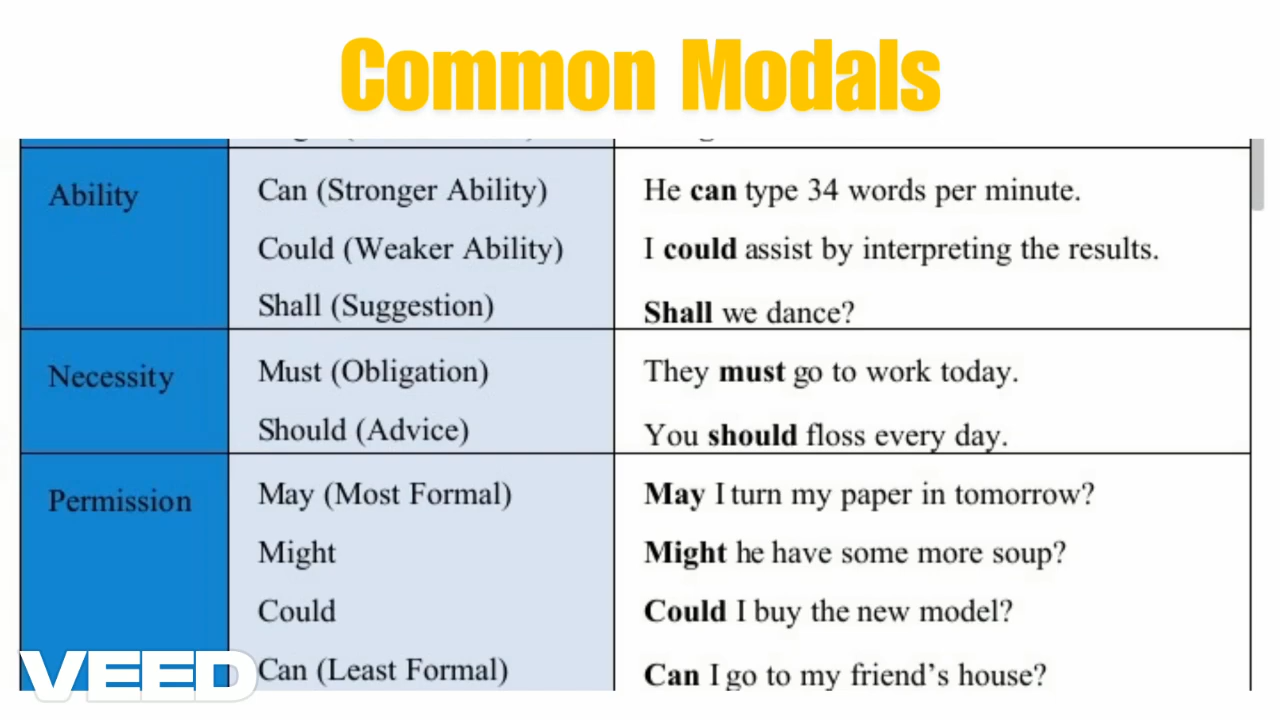 Common Modals
Ability
Can (Stronger Ability)
He can type 34 words per minute.
Could (Weaker Ability)
I could assist by interpreting the results.
Shall (Suggestion)
Shall we dance?
Necessity
Must (Obligation)
They must go to work today.
Should (Advice)
You should floss every day.
Permission
May (Most Formal)
May I turn my paper in tomorrow?
Might
Might he have some more soup?
Could
Could I buy the new model?
Can (Least Formal)
Can I go to my friend's house?
VEED